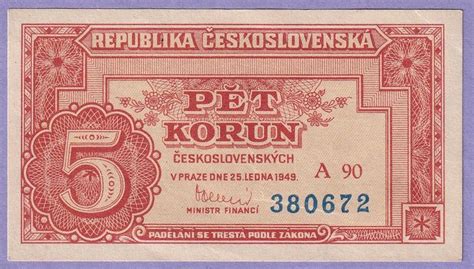 REPUBLIKA ČESKOSLOVENSKÁ
PĚT
KORUN
5
ČESKOSLOVENSKÝCH
V PRAZE DNE 25. LEDNA 1949.
A 90
MINISTR FINANCÍ
380672
PADĚLÁNÍ SE TRESTÁ PODLE ZÁKONA